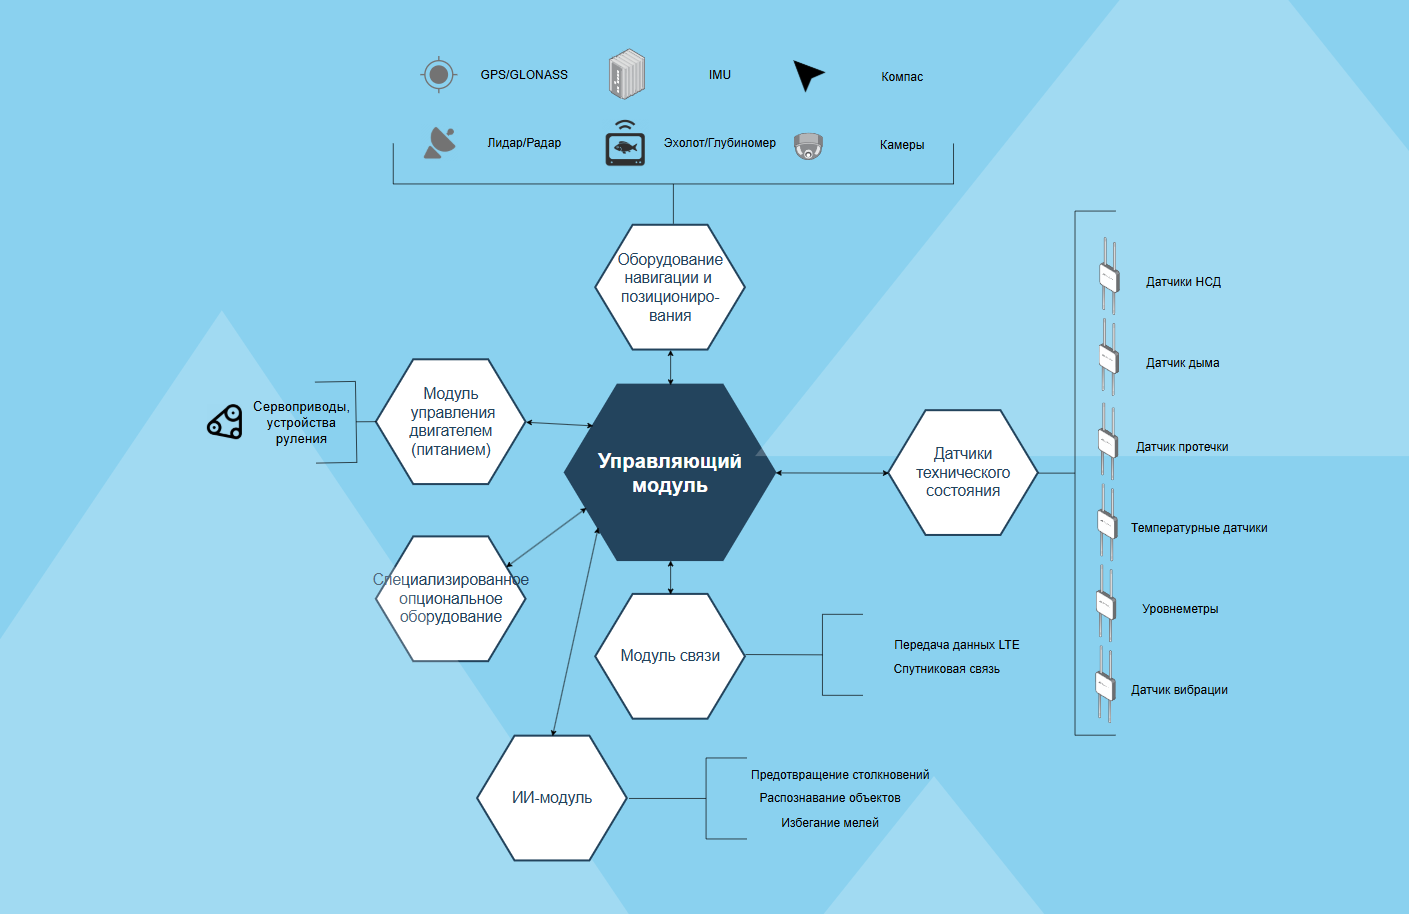 GPS/GLONASS
IMU
Компас
Лидар/Радар
Эхолот/Глубиномер
Камеры
Оборудование
навигации и
позициониро-
вания
Модуль
управления
двигателем
(питанием)
Сервоприводы,
устройства
руления
Управляющий
модуль
Датчики
технического
состояния
Датчики НСД
Датчик дыма
Датчик протечки
Температурные датчики
Уровнеметры
Датчик вибрации
Специализированное
опциональное
оборудование
Модуль связи
Передача данных LTE
Спутниковая связь
ИИ-модуль
Предотвращение столкновений
Распознавание объектов
Избегание мелей